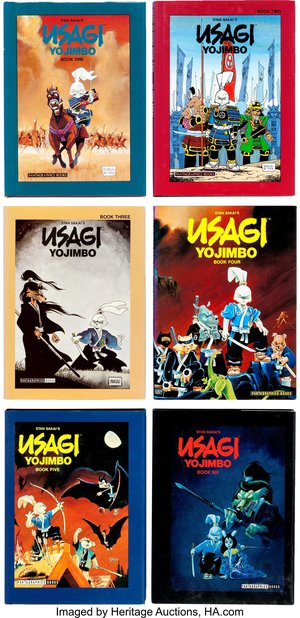 STAN SAKAI'S
USAGI
YOJIMBO
BOOK ONE
FANTAGRAPHICS BOOKS
BOOK TWO
STAN SAKAI'S
USAGI
YOJIMBO
FANTAGRAPHICS BOOKS
BOOK THREE
STAN SAKAI'S
USAGI
YOJIMBO
FANTAGRAPHICS BOOKS
STAN SAKAI'S
USAGI
YOJIMBO
BOOK FOUR
FANTAGRAPHICS BOOKS
STAN SAKAI'S
USAGI
YOJIMBO
BOOK FIVE
FANTAGRAPHICS BOOKS
STAN SAKAI'S
USAGI
YOJIMBO
BOOK SIX
FANTAGRAPHICS BOOKS
Imaged by Heritage Auctions, HA.com